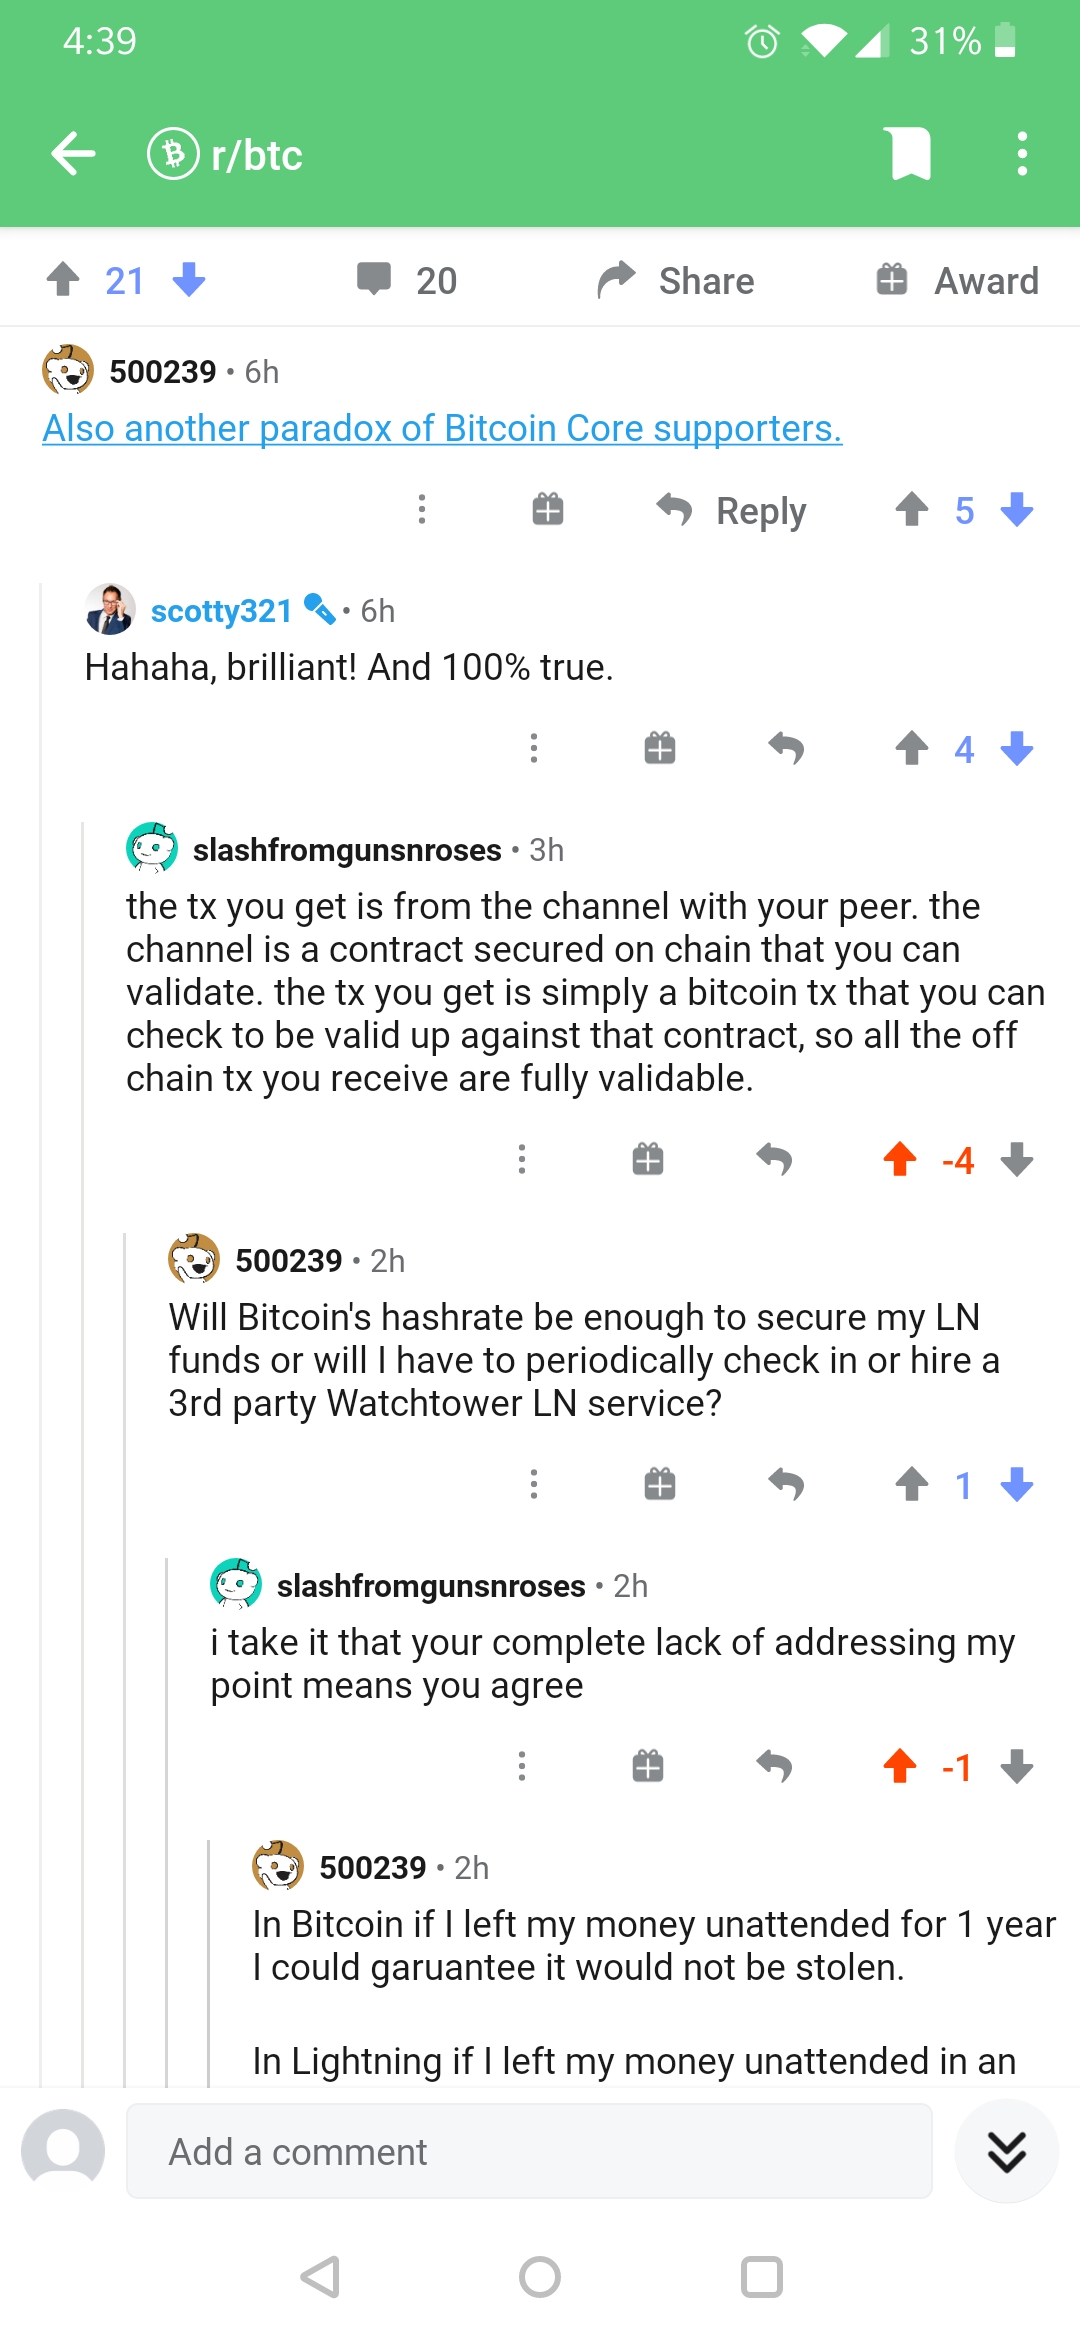 4:39
31%
r/btc
21
20
Share
Award
500239 • 6h
Also another paradox of Bitcoin Core supporters.
Reply
5
scotty321 • 6h
Hahaha, brilliant! And 100% true.
4
slashfromgunsnroses • 3h
the tx you get is from the channel with your peer. the
channel is a contract secured on chain that you can
validate. the tx you get is simply a bitcoin tx that you can
check to be valid up against that contract, so all the off
chain tx you receive are fully validable.
-4
500239 • 2h
Will Bitcoin's hashrate be enough to secure my LN
funds or will I have to periodically check in or hire a
3rd party Watchtower LN service?
1
slashfromgunsnroses • 2h
i take it that your complete lack of addressing my
point means you agree
-1
500239 • 2h
In Bitcoin if I left my money unattended for 1 year
I could garuantee it would not be stolen.
In Lightning if I left my money unattended in an
Add a comment